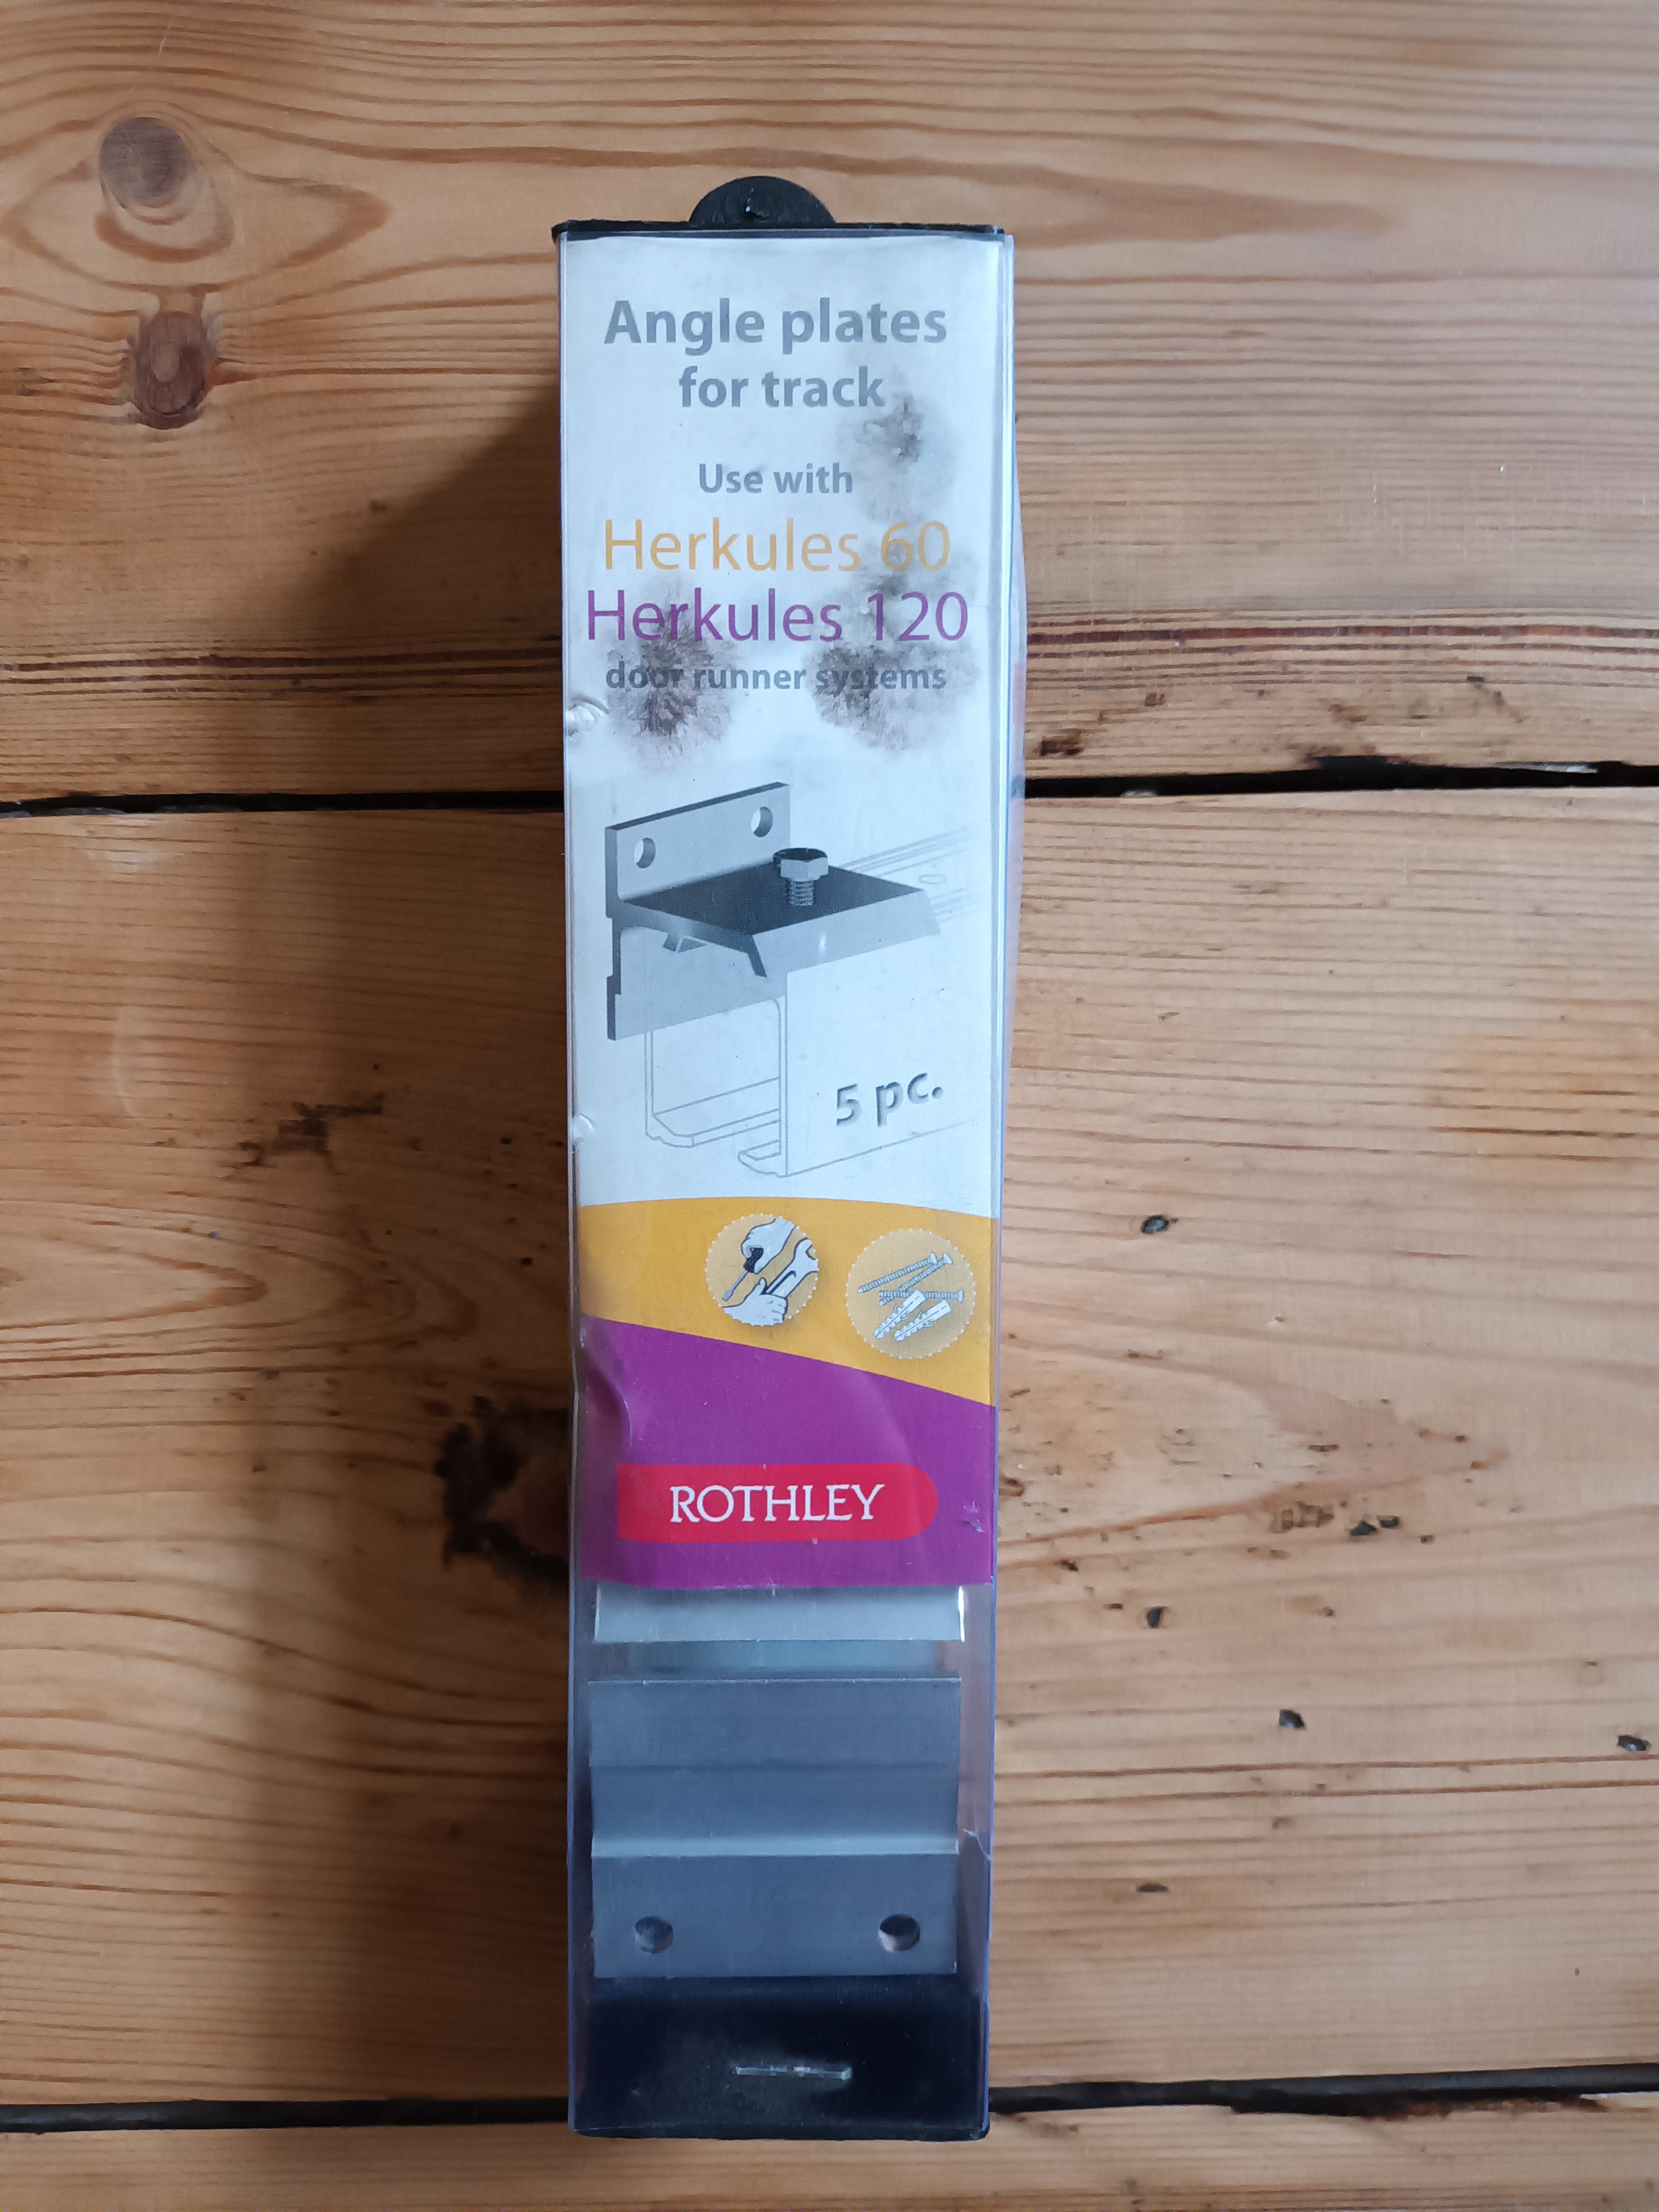 Angle plates
for track
Use with
Herkules 60
Herkules 120
door runner systems
5 pc.
ROTHLEY